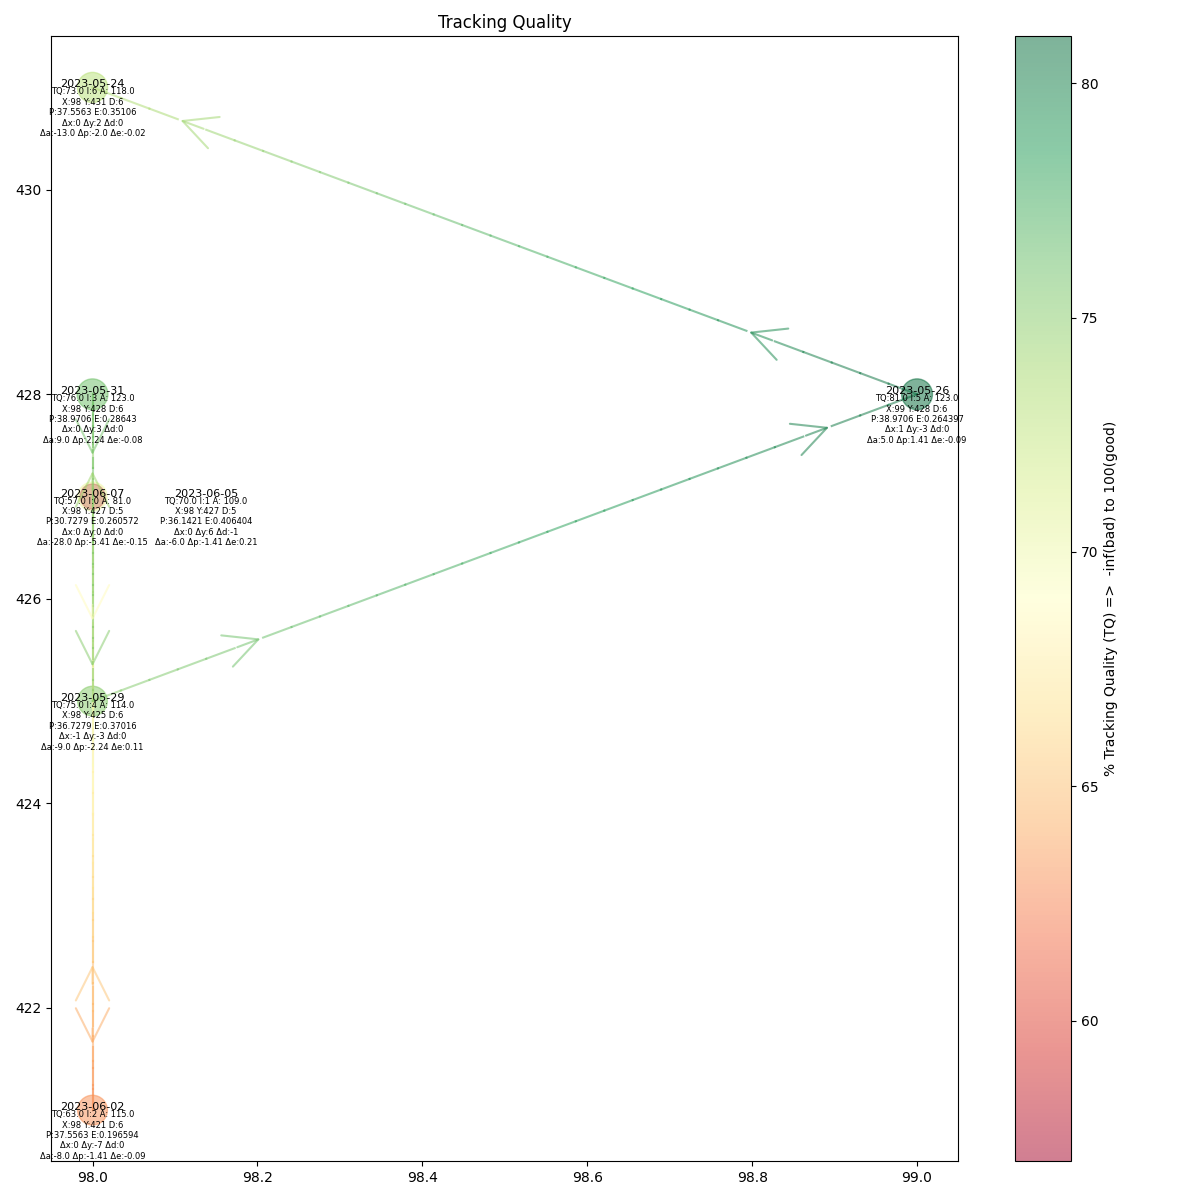 Tracking Quality
2023-05-24
TQ:73.0 I:6 A: 118.0
X:98 Y:431 D:6
P:37.5563 E:0.35106
Δx:0 Δy:2 Δd:0
Δa:-13.0 Δp:-2.0 Δe:-0.02
2023-05-31
TQ:76.0 I:3 A: 123.0
X:98 Y:428 D:6
P:38.9706 E:0.28643
Δx:0 Δy:3 Δd:0
Δa:9.0 Δp:2.24 Δe:-0.08
2023-05-26
TQ:81.0 I:5 A: 123.0
X:99 Y:428 D:6
P:38.9706 E:0.264397
Δx:1 Δy:-3 Δd:0
Δa:5.0 Δp:1.41 Δe:-0.09
2023-06-07
TQ:57.0 I:0 A: 81.0
X:98 Y:427 D:5
P:30.7279 E:0.260572
Δx:0 Δy:0 Δd:0
Δa:-28.0 Δp:-5.41 Δe:-0.15
2023-06-05
TQ:70.0 I:1 A: 109.0
X:98 Y:427 D:5
P:36.1421 E:0.406404
Δx:0 Δy:6 Δd:-1
Δa:-6.0 Δp:-1.41 Δe:0.21
2023-05-29
TQ:75.0 I:4 A: 114.0
X:98 Y:425 D:6
P:36.7279 E:0.37016
Δx:-1 Δy:-3 Δd:0
Δa:-9.0 Δp:-2.24 Δe:0.11
2023-06-02
TQ:63.0 I:2 A: 115.0
X:98 Y:421 D:6
P:37.5563 E:0.196594
Δx:0 Δy:-7 Δd:0
Δa:-8.0 Δp:-1.41 Δe:-0.09
430
428
426
424
422
98.0
98.2
98.4
98.6
98.8
99.0
80
75
70
65
60
% Tracking Quality (TQ) =>  -inf(bad) to 100(good)